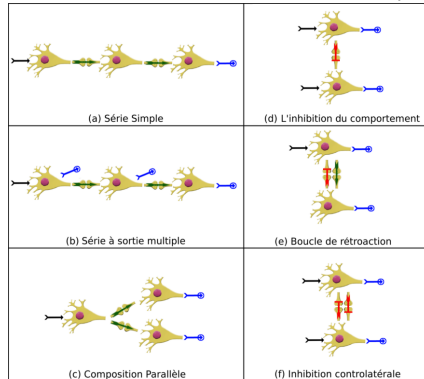 (a) Série Simple
(d) L'inhibition du comportement
(b) Série à sortie multiple
(e) Boucle de rétroaction
(c) Composition Parallèle
(f) Inhibition controlatérale